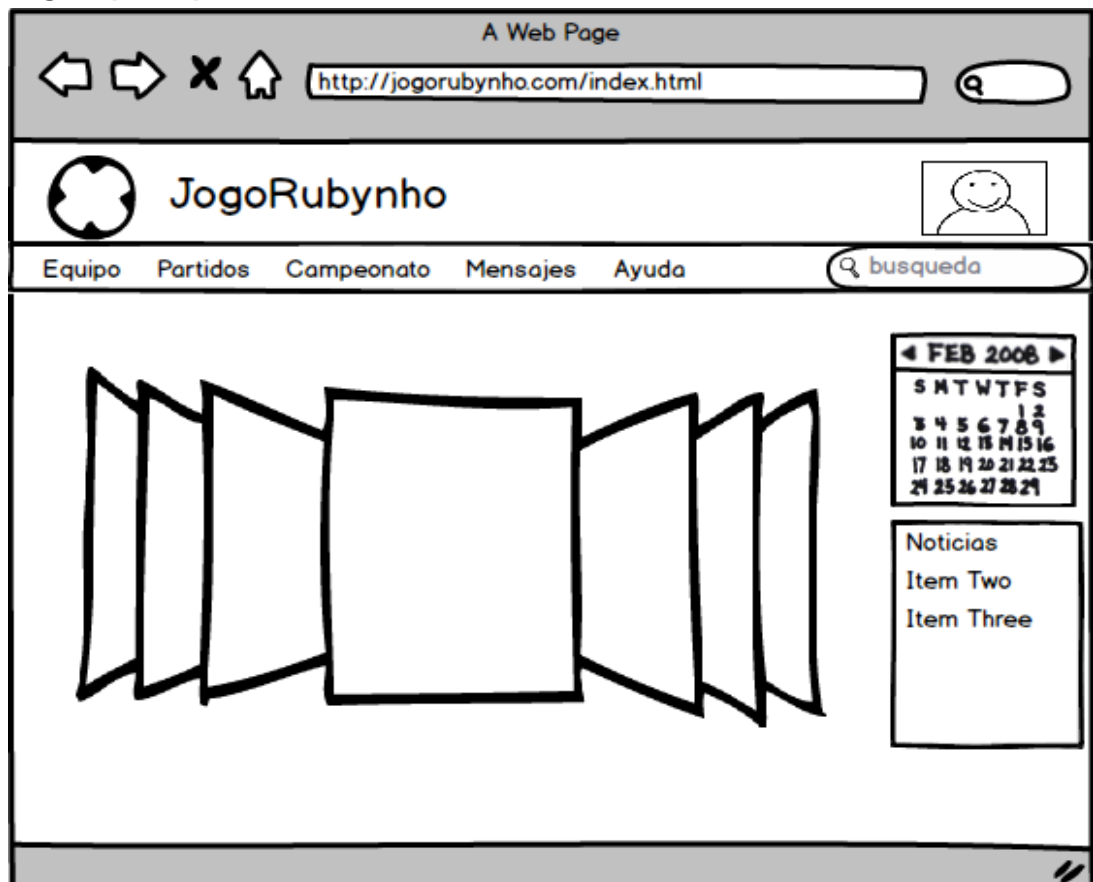 A Web Page
http://jogorubynho.com/index.html
JogoRubynho
Equipo Partidos Campeonato Mensajes Ayuda busqueda
FEB 2008
S M T W T F S
1 2
3 4 5 6 7 8 9
10 11 12 13 14 15 16
17 18 19 20 21 22 23
24 25 26 27 28 29
Noticias
Item Two
Item Three